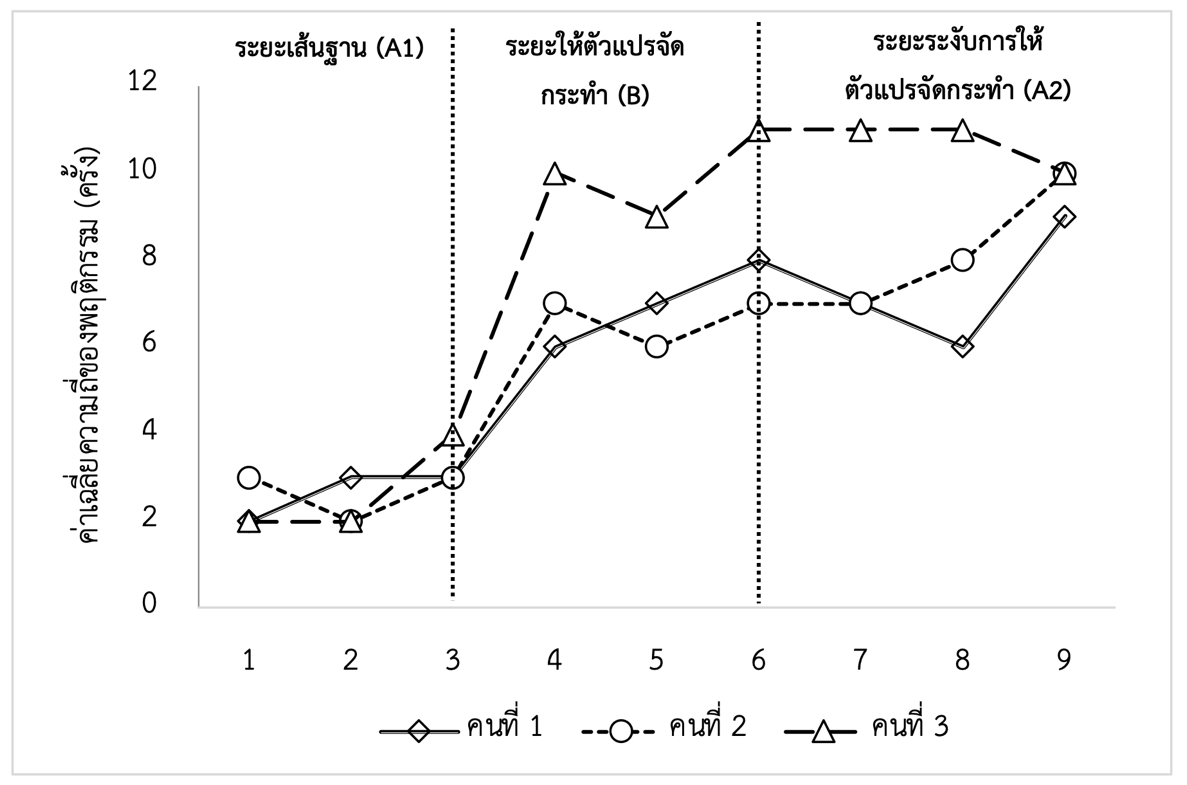 ระยะเส้นฐาน (A1)
ระยะให้ตัวแปรจัด
กระทำ (B)
ระยะระงับการให้
ตัวแปรจัดกระทำ (A2)
ค่าเฉลี่ยความถี่ของพฤติกรรม (ครั้ง)
12
10
8
6
4
2
0
1 2 3 4 5 6 7 8 9
คนที่ 1 คนที่ 2 คนที่ 3